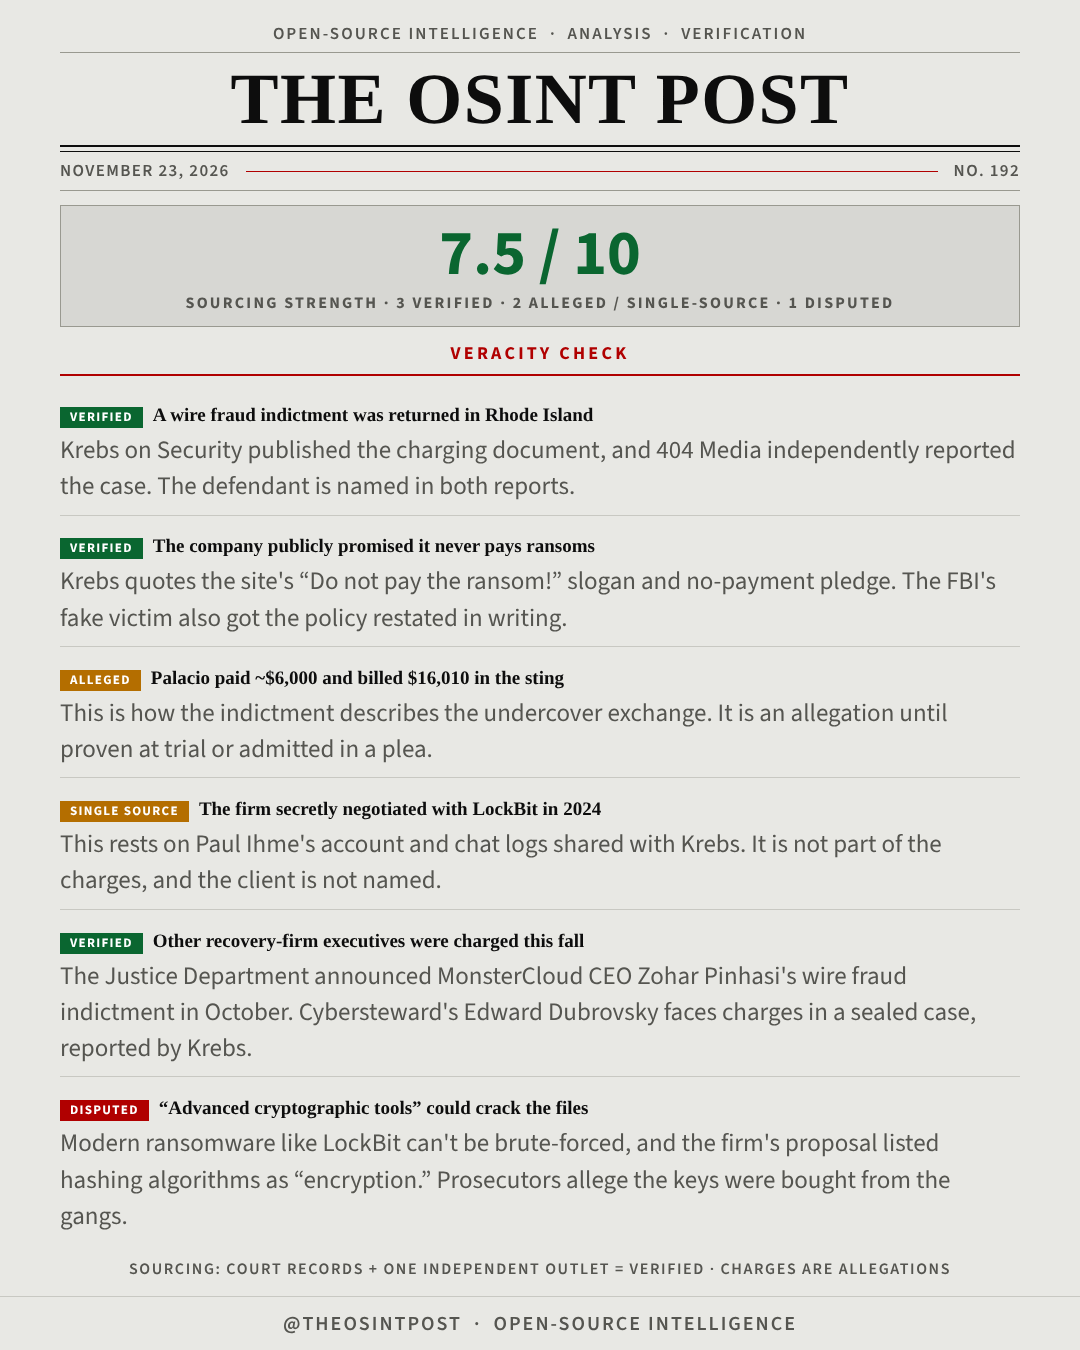 OPEN-SOURCE INTELLIGENCE · ANALYSIS · VERIFICATION
THE OSINT POST
NOVEMBER 23, 2026 NO. 192
7.5 / 10
SOURCING STRENGTH · 3 VERIFIED · 2 ALLEGED / SINGLE-SOURCE · 1 DISPUTED
VERACITY CHECK
VERIFIED A wire fraud indictment was returned in Rhode Island
Krebs on Security published the charging document, and 404 Media independently reported
the case. The defendant is named in both reports.
VERIFIED The company publicly promised it never pays ransoms
Krebs quotes the site's “Do not pay the ransom!” slogan and no-payment pledge. The FBI's
fake victim also got the policy restated in writing.
ALLEGED Palacio paid ~$6,000 and billed $16,010 in the sting
This is how the indictment describes the undercover exchange. It is an allegation until
proven at trial or admitted in a plea.
SINGLE SOURCE The firm secretly negotiated with LockBit in 2024
This rests on Paul Ihme's account and chat logs shared with Krebs. It is not part of the
charges, and the client is not named.
VERIFIED Other recovery-firm executives were charged this fall
The Justice Department announced MonsterCloud CEO Zohar Pinhasi's wire fraud
indictment in October. Cybersteward's Edward Dubrovsky faces charges in a sealed case,
reported by Krebs.
DISPUTED “Advanced cryptographic tools” could crack the files
Modern ransomware like LockBit can't be brute-forced, and the firm's proposal listed
hashing algorithms as “encryption.” Prosecutors allege the keys were bought from the
gangs.
SOURCING: COURT RECORDS + ONE INDEPENDENT OUTLET = VERIFIED · CHARGES ARE ALLEGATIONS
@THEOSINTPOST · OPEN-SOURCE INTELLIGENCE